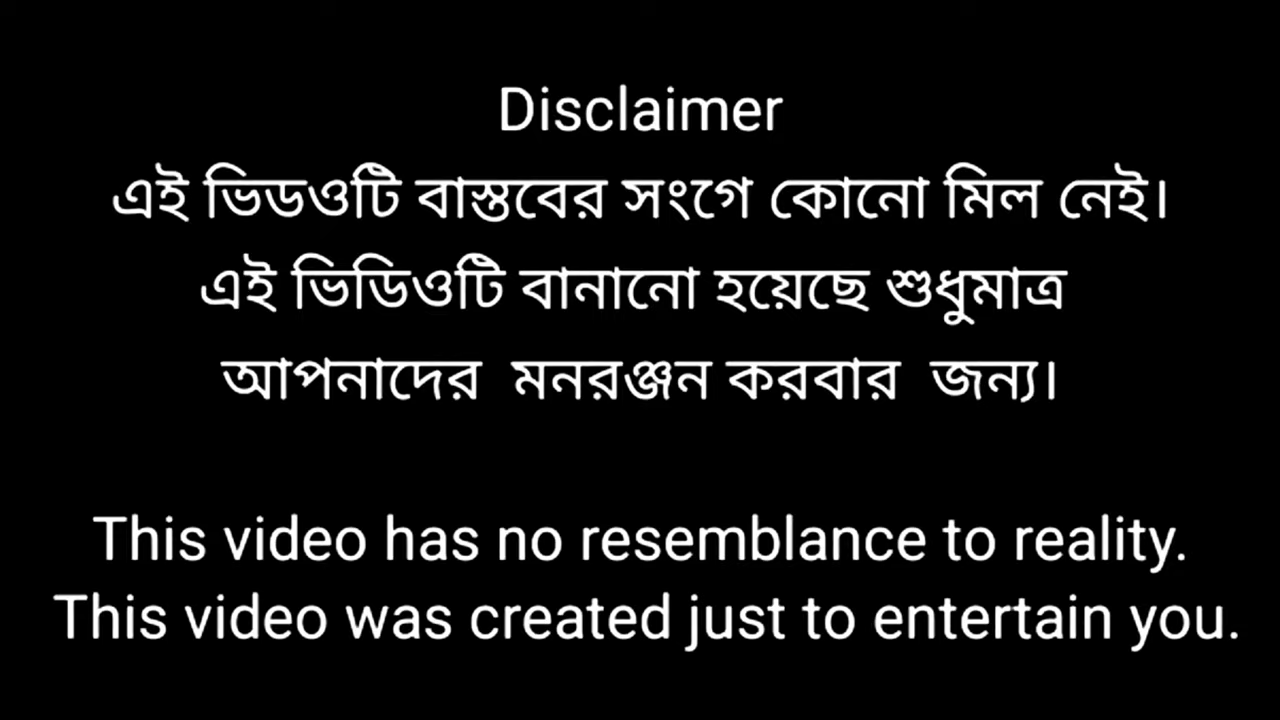 Disclaimer
এই ভিডওটি বাস্তবের সংগে কোনো মিল নেই।
এই ভিডিওটি বানানো হয়েছে শুধুমাত্র
আপনাদের মনরঞ্জন করবার জন্য।
This video has no resemblance to reality.
This video was created just to entertain you.